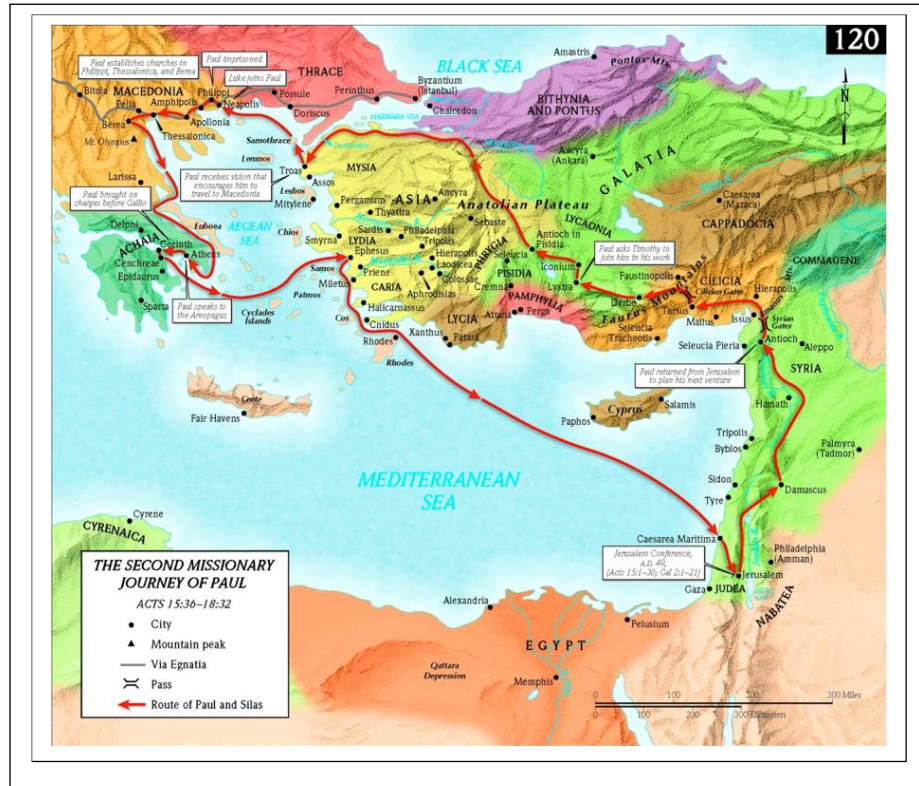 120
Paul establishes churches in
Philippi, Thessalonica, and Berea
Paul imprisoned
Luke joins Paul
BLACK SEA
Amastris
Pontus Mts.
THRACE
Byzantium
(Istanbul)
BITHYNIA
AND PONTUS
Bitola
MACEDONIA
Philippi
Neapolis
Porsule
Perinthus
Pella
Amphipolis
Doriscus
Chalcedon
Berea
Apollonia
MARMARA SEA
N
Thessalonica
Samothrace
Mt. Olympus
Lemnos
Troas
MYSIA
Ancyra
(Ankara)
GALATIA
Paul receives vision that
encourages him to
travel to Macedonia
Assos
Larissa
Lesbos
Mitylene
Pergamum
ASIA
Ancyra
Anatolian Plateau
Caesarea
(Mazaca)
Paul brought on
charges before Gallio
Thyatira
CAPPADOCIA
AEGEAN
SEA
Euboea
Chios
Sardis
Philadelphia
Sebaste
LYCAONIA
Delphi
Smyrna
LYDIA
Tripolis
Antioch in
Pisidia
Paul asks Timothy to
join him in his work
COMMAGENE
ACHAIA
Corinth
Athens
Ephesus
Hierapolis
PHRYGIA
Seleucia
Iconium
Cenchreae
Samos
Priene
Laodicea
PISIDIA
Faustinopolis
CILICIA
Epidaurus
Miletus
Colossae
Lystra
Cilician Gates
Hierapolis
CARIA
Aphrodisias
Cremna
Derbe
Taurus Mountains
Tarsus
Amanus Mts.
Paul speaks to
the Areopagus
Patmos
PAMPHYLIA
Mallus
Issus
Syrian
Gates
Sparta
Cyclades
Islands
Halicarnassus
LYCIA
Attalia
Perga
Cos
Cnidus
Xanthus
Seleucia
Tracheotis
Seleucia Pieria
Antioch
Aleppo
Rhodes
Patara
SYRIA
Rhodes
Paul returned from Jerusalem
to plan his next venture
Crete
Cyprus
Salamis
Hamath
Fair Havens
Paphos
Tripolis
Byblos
Palmyra
(Tadmor)
MEDITERRANEAN
SEA
Sidon
Damascus
Tyre
Cyrene
CYRENAICA
Caesarea Maritima
Jerusalem Conference,
A.D. 49,
(Acts 15:1–30; Gal 2:1–21)
Philadelphia
(Amman)
Jerusalem
JUDEA
Gaza
NABATEA
Alexandria
Pelusium
EGYPT
Qattara
Depression
Memphis
THE SECOND MISSIONARY
JOURNEY OF PAUL
ACTS 15:36–18:32
City
Mountain peak
Via Egnatia
Pass
Route of Paul and Silas
0 100 200 300 Miles
0 100 200 300 Kilometers